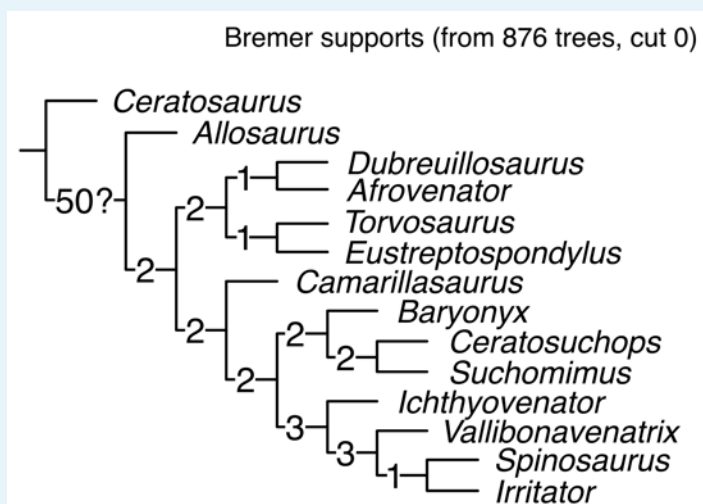 Bremer supports (from 876 trees, cut 0)
Ceratosaurus
Allosaurus
Dubreuillosaurus
1
Afrovenator
50?
2
Torvosaurus
1
Eustreptospondylus
2
Camarillasaurus
Baryonyx
2
2
Ceratosuchops
2
Suchomimus
2
Ichthyovenator
3
Vallibonavenatrix
3
Spinosaurus
1
Irritator